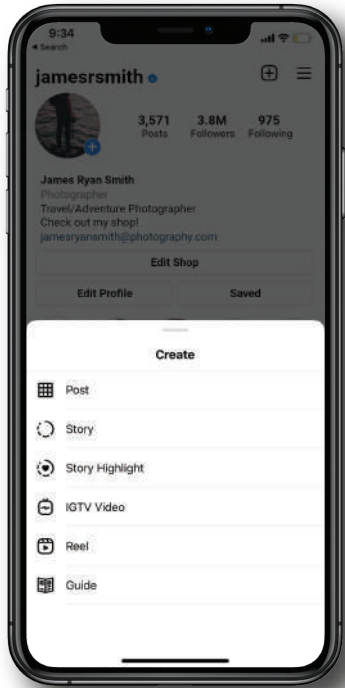 9:34
Search
jamesrsmith
3,571 3.8M 975
Posts Followers Following
James Ryan Smith
Photographer
Travel/Adventure Photographer
Check out my shop!
jamesryansmith@photography.com
Edit Shop
Edit Profile Saved
Create
Post
Story
Story Highlight
IGTV Video
Reel
Guide